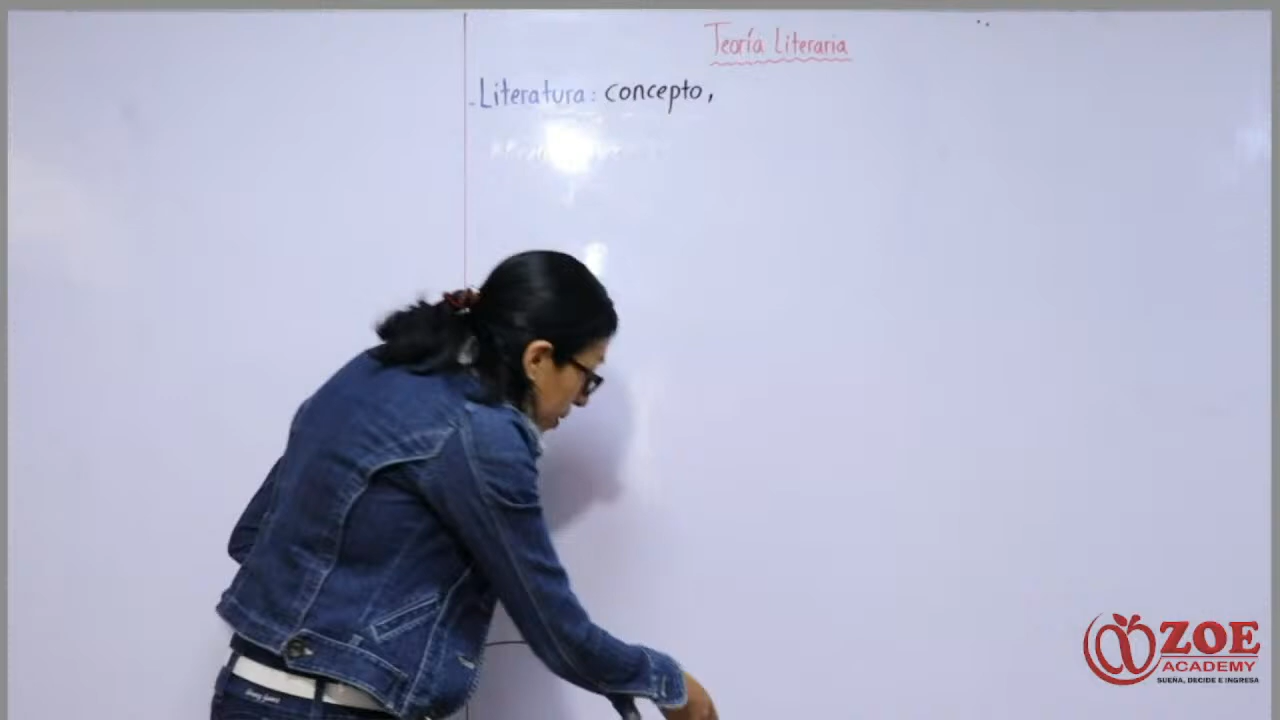 Teoría Literaria
- Literatura: concepto,
ZOE
ACADEMY
SUEÑA, DECIDE E INGRESA